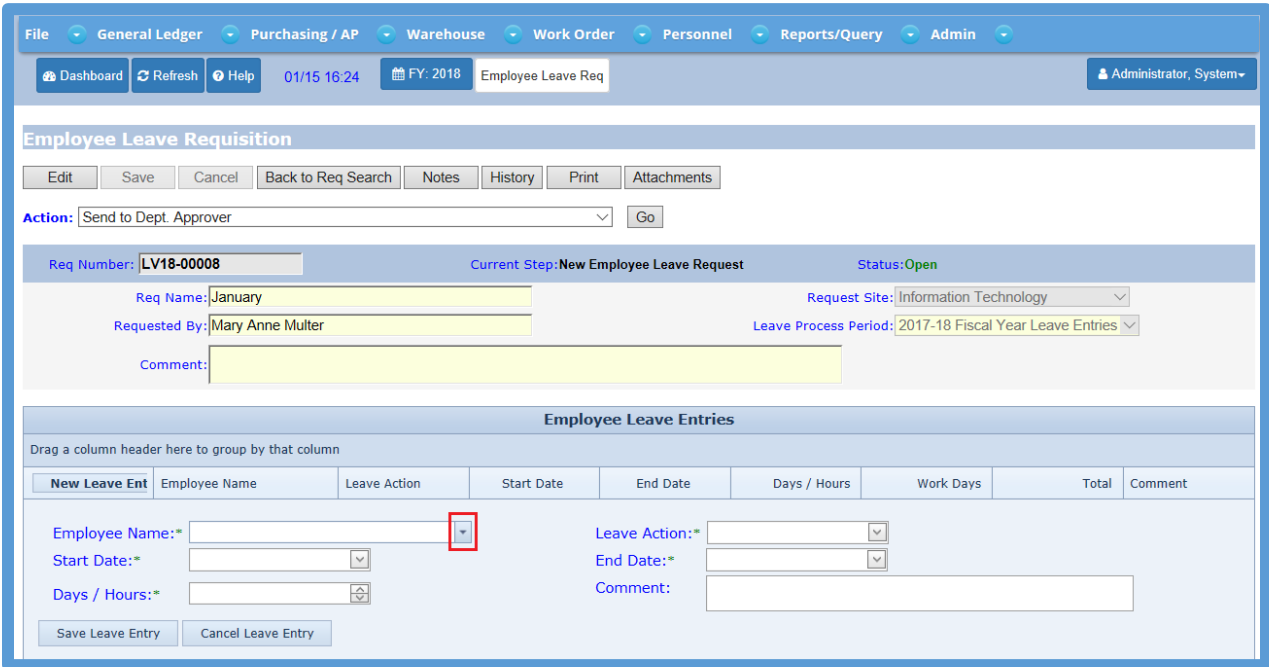 File General Ledger Purchasing / AP Warehouse Work Order Personnel Reports/Query Admin
Dashboard Refresh Help 01/15 16:24 FY: 2018 Employee Leave Req Administrator, System
Employee Leave Requisition
Edit Save Cancel Back to Req Search Notes History Print Attachments
Action: Send to Dept. Approver Go
Req Number: LV18-00008 Current Step:New Employee Leave Request Status:Open
Req Name: January Request Site: Information Technology
Requested By: Mary Anne Multer Leave Process Period: 2017-18 Fiscal Year Leave Entries
Comment:
Employee Leave Entries
Drag a column header here to group by that column
New Leave Ent Employee Name Leave Action Start Date End Date Days / Hours Work Days Total Comment
Employee Name:* Leave Action:*
Start Date:* End Date:*
Days / Hours:* Comment:
Save Leave Entry Cancel Leave Entry